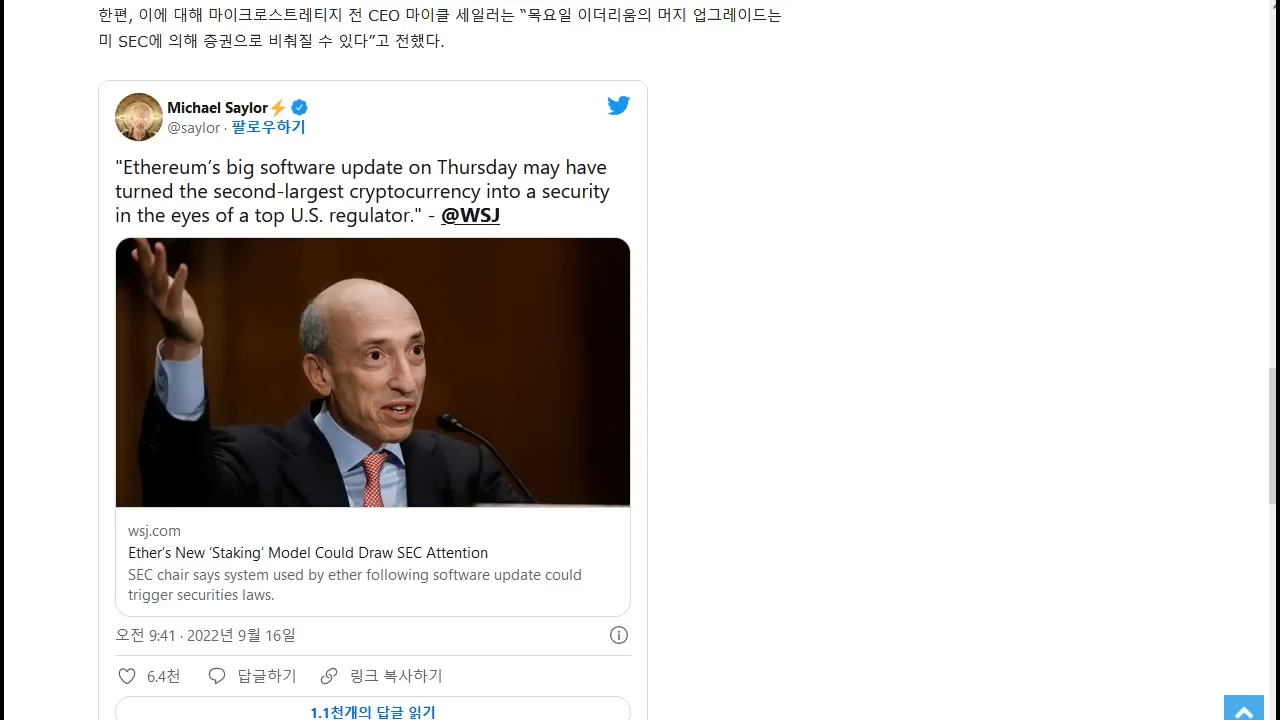 한편, 이에 대해 마이크로스트레티지 전 CEO 마이클 세일러는 “목요일 이더리움의 머지 업그레이드는
미 SEC에 의해 증권으로 비춰질 수 있다”고 전했다.
Michael Saylor⚡
@saylor · 팔로우하기
"Ethereum’s big software update on Thursday may have
turned the second-largest cryptocurrency into a security
in the eyes of a top U.S. regulator." - @WSJ
wsj.com
Ether’s New ‘Staking’ Model Could Draw SEC Attention
SEC chair says system used by ether following software update could
trigger securities laws.
오전 9:41 · 2022년 9월 16일
6.4천 답글하기 링크 복사하기
1.1천개의 답글 읽기